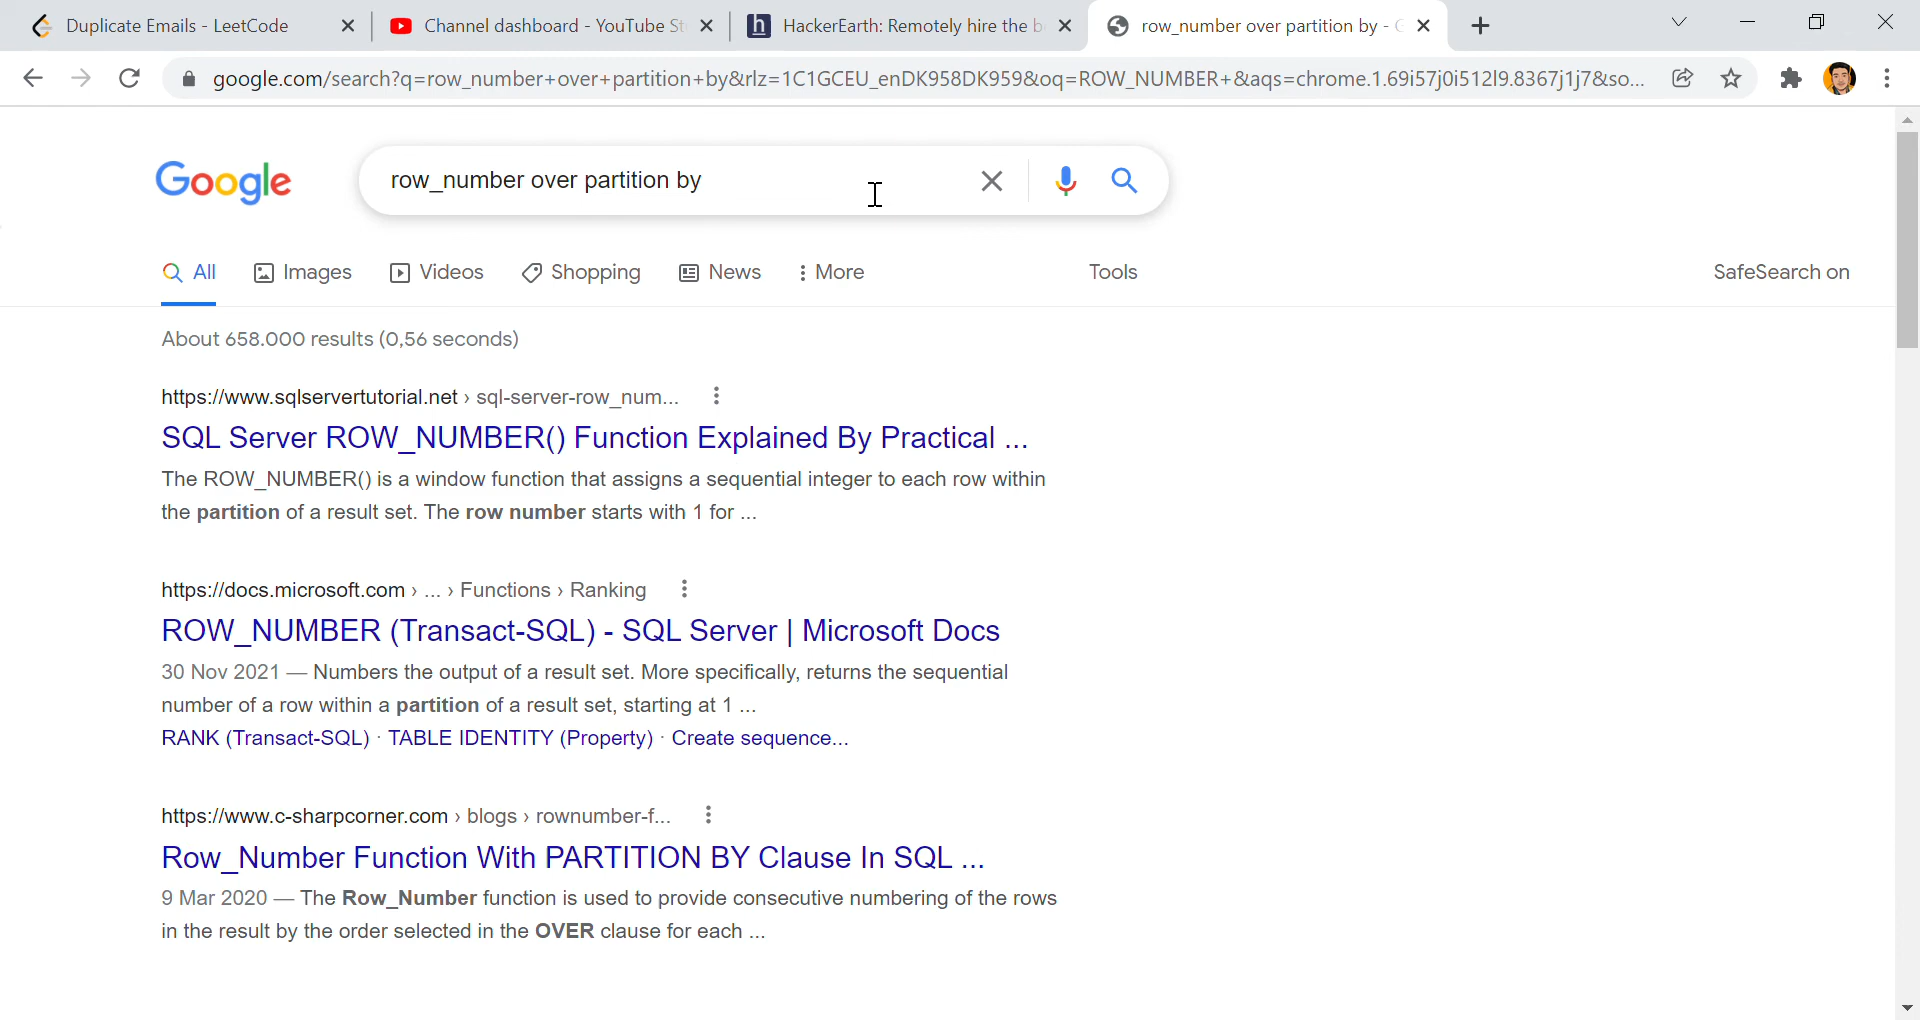 Duplicate Emails - LeetCode
Channel dashboard - YouTube St
HackerEarth: Remotely hire the b
row_number over partition by - G
google.com/search?q=row_number+over+partition+by&rlz=1C1GCEU_enDK958DK959&oq=ROW_NUMBER+&aqs=chrome.1.69i57j0i512l9.8367j1j7&so...
Google
row_number over partition by
All
Images
Videos
Shopping
News
More
Tools
SafeSearch on
About 658.000 results (0,56 seconds)
https://www.sqlservertutorial.net › sql-server-row_num...
SQL Server ROW_NUMBER() Function Explained By Practical ...
The ROW_NUMBER() is a window function that assigns a sequential integer to each row within
the partition of a result set. The row number starts with 1 for ...
https://docs.microsoft.com › ... › Functions › Ranking
ROW_NUMBER (Transact-SQL) - SQL Server | Microsoft Docs
30 Nov 2021 — Numbers the output of a result set. More specifically, returns the sequential
number of a row within a partition of a result set, starting at 1 ...
RANK (Transact-SQL) · TABLE IDENTITY (Property) · Create sequence...
https://www.c-sharpcorner.com › blogs › rownumber-f...
Row_Number Function With PARTITION BY Clause In SQL ...
9 Mar 2020 — The Row_Number function is used to provide consecutive numbering of the rows
in the result by the order selected in the OVER clause for each ...